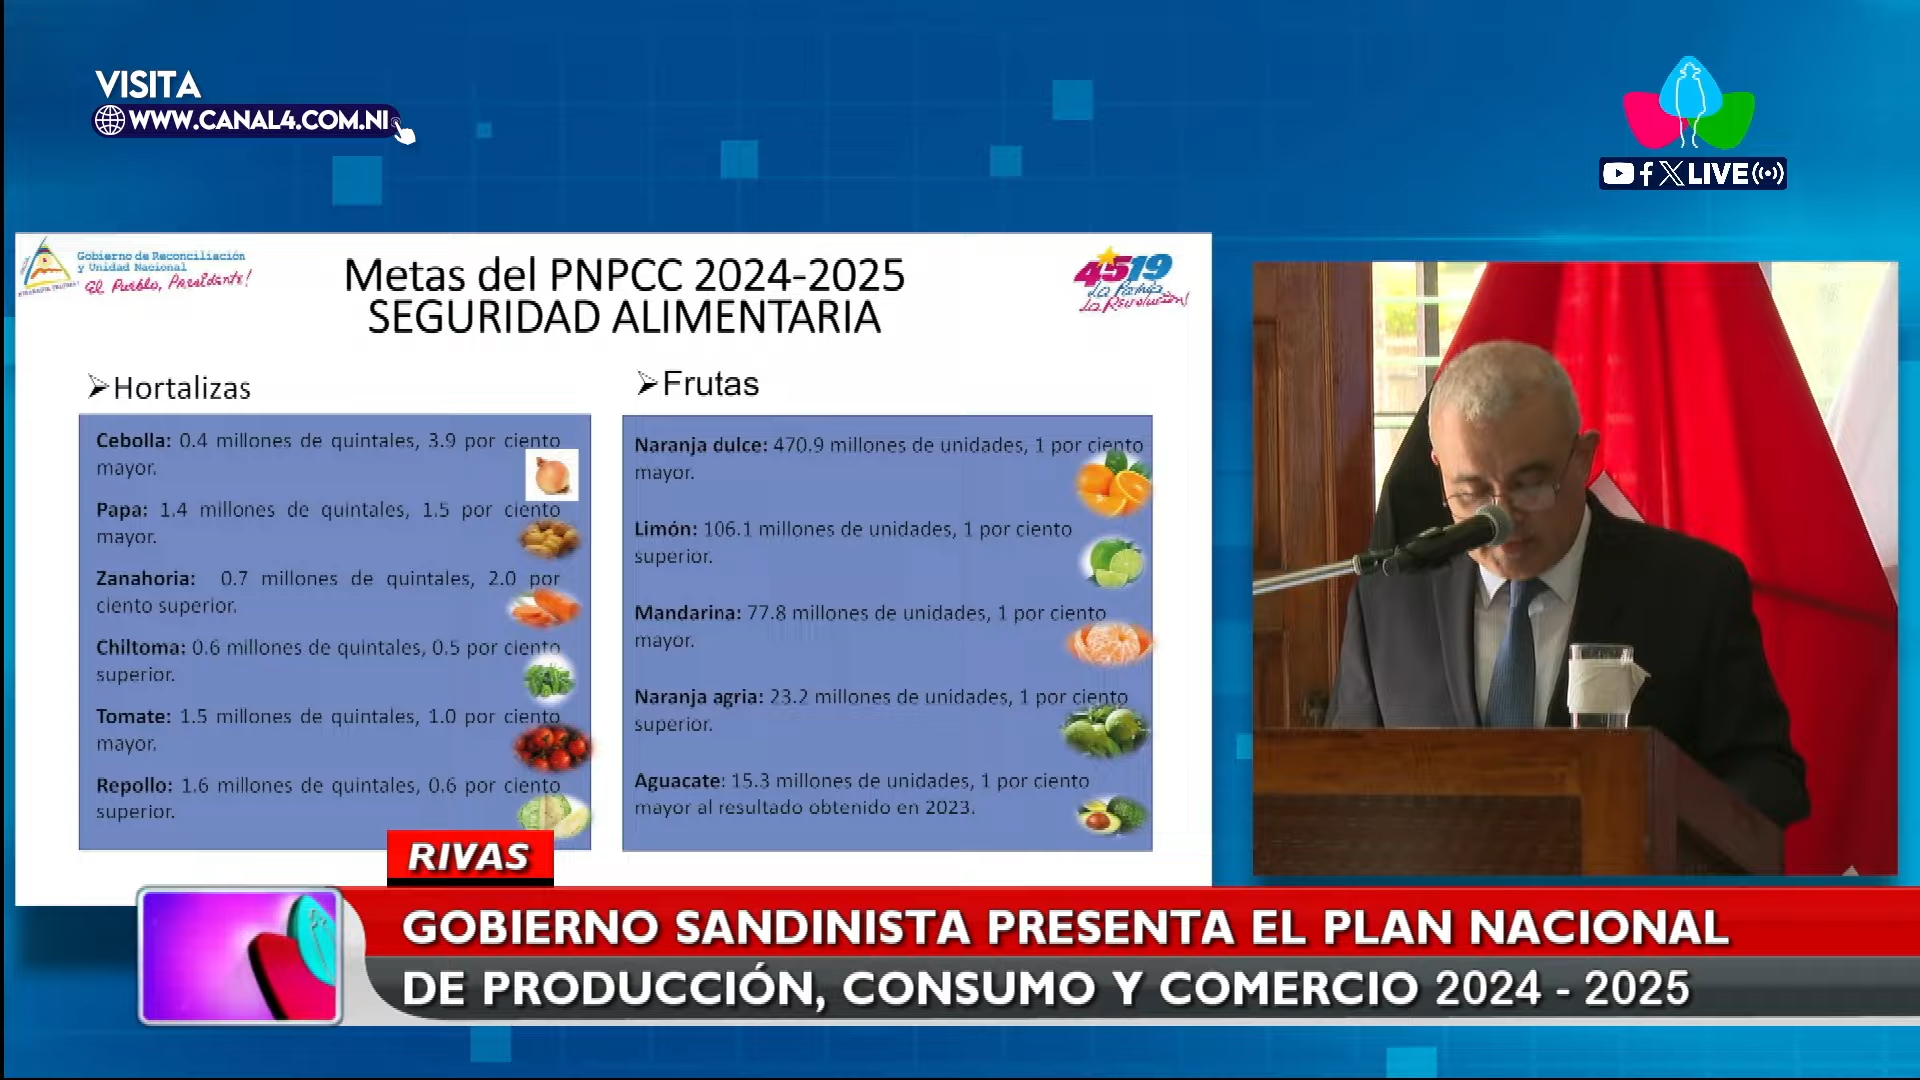 VISITA
WWW.CANAL4.COM.NI
LIVE
Gobierno de Reconciliación
y Unidad Nacional
El Pueblo, Presidente!
Metas del PNPCC 2024-2025
SEGURIDAD ALIMENTARIA
4519
La Patria,
La Revolución!
➢Hortalizas
Cebolla: 0.4 millones de quintales, 3.9 por ciento
mayor.
Papa: 1.4 millones de quintales, 1.5 por ciento
mayor.
Zanahoria: 0.7 millones de quintales, 2.0 por
ciento superior.
Chiltoma: 0.6 millones de quintales, 0.5 por ciento
superior.
Tomate: 1.5 millones de quintales, 1.0 por ciento
mayor.
Repollo: 1.6 millones de quintales, 0.6 por ciento
superior.
➢Frutas
Naranja dulce: 470.9 millones de unidades, 1 por ciento
mayor.
Limón: 106.1 millones de unidades, 1 por ciento
superior.
Mandarina: 77.8 millones de unidades, 1 por ciento
mayor.
Naranja agria: 23.2 millones de unidades, 1 por ciento
superior.
Aguacate: 15.3 millones de unidades, 1 por ciento
mayor al resultado obtenido en 2023.
RIVAS
GOBIERNO SANDINISTA PRESENTA EL PLAN NACIONAL
DE PRODUCCIÓN, CONSUMO Y COMERCIO 2024 - 2025